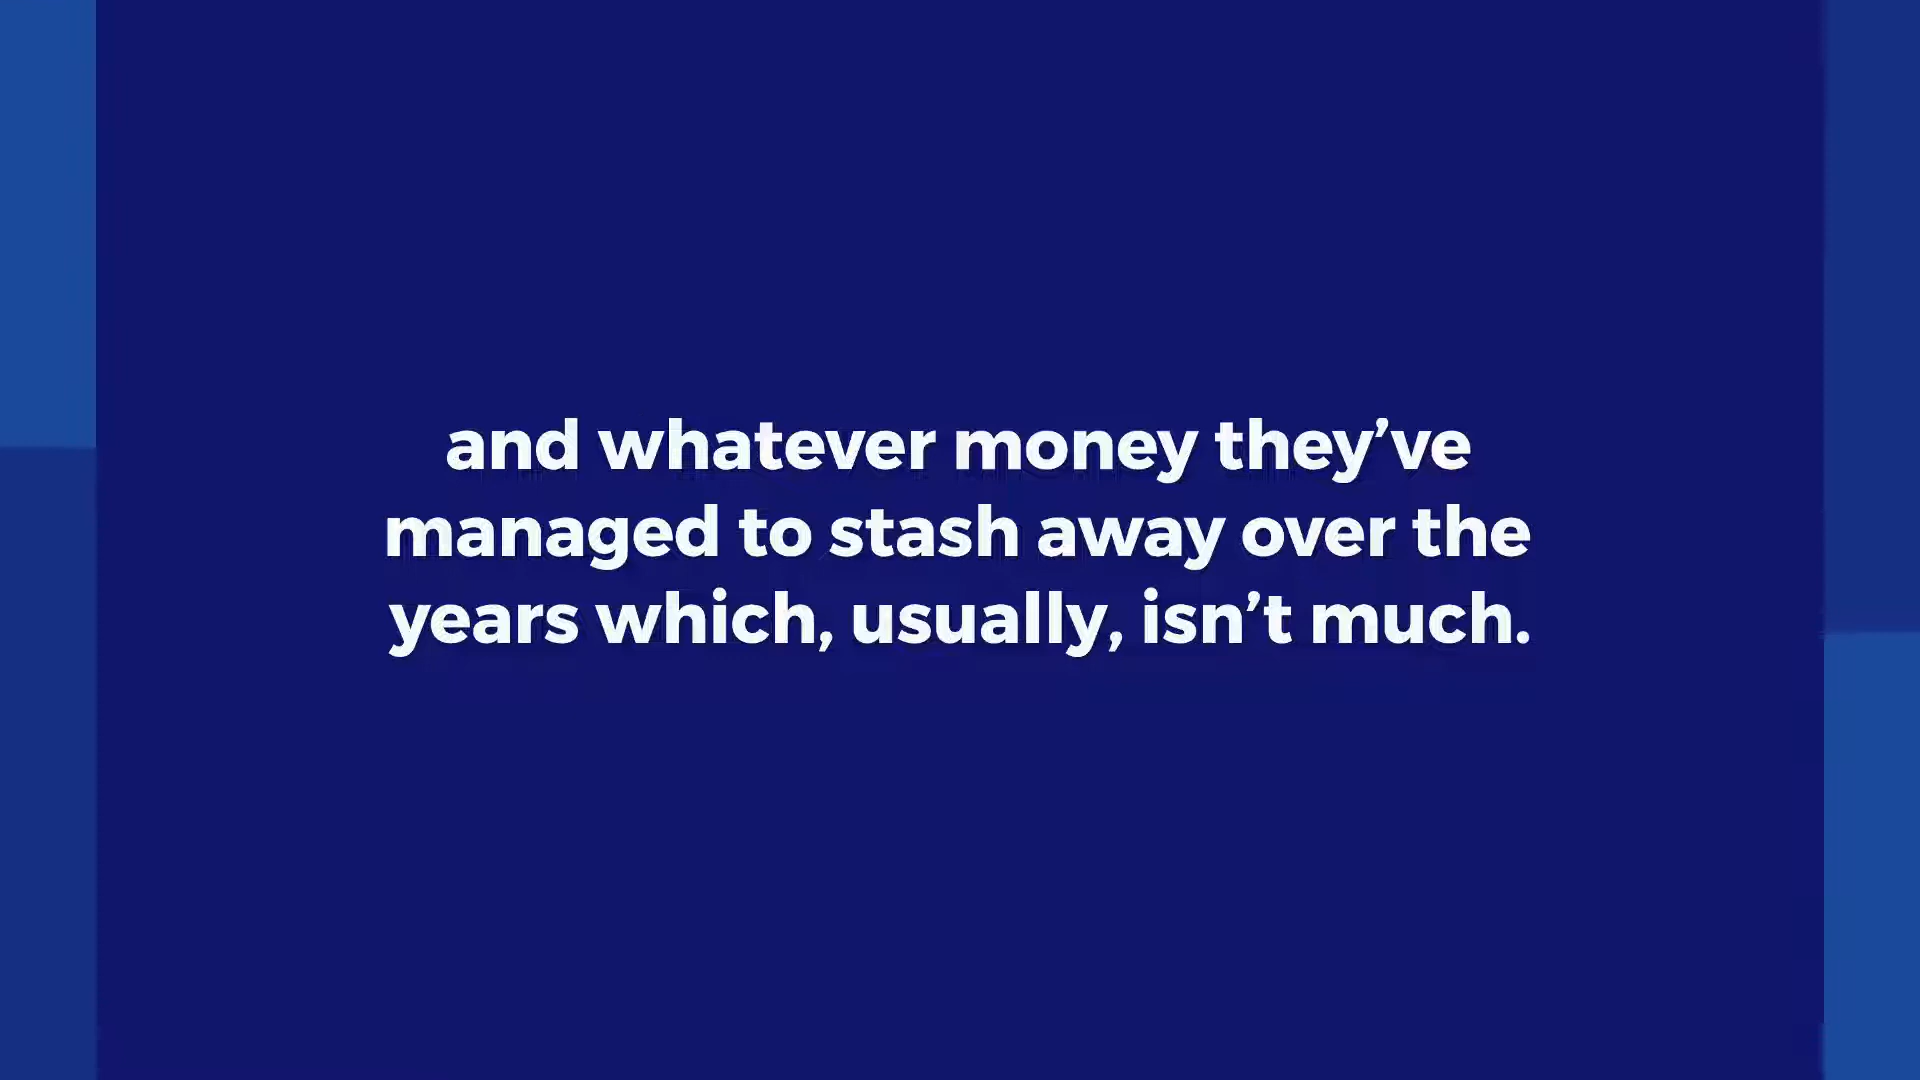 and whatever money they’ve
managed to stash away over the
years which, usually, isn’t much.